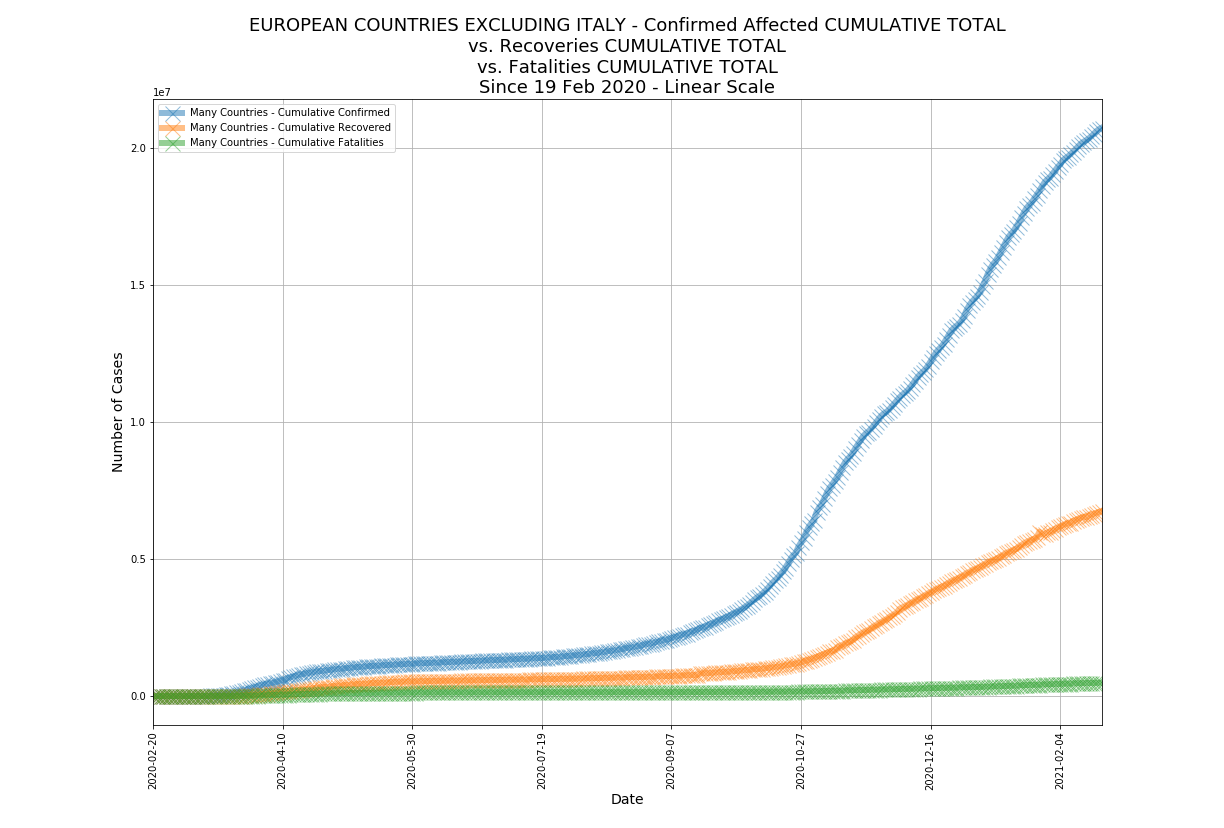 EUROPEAN COUNTRIES EXCLUDING ITALY - Confirmed Affected CUMULATIVE TOTAL
vs. Recoveries CUMULATIVE TOTAL
vs. Fatalities CUMULATIVE TOTAL
Since 19 Feb 2020 - Linear Scale
1e7
Many Countries - Cumulative Confirmed
Many Countries - Cumulative Recovered
Many Countries - Cumulative Fatalities
2.0
1.5
1.0
0.5
0.0
Number of Cases
2020-02-20
2020-04-10
2020-05-30
2020-07-19
2020-09-07
2020-10-27
2020-12-16
2021-02-04
Date